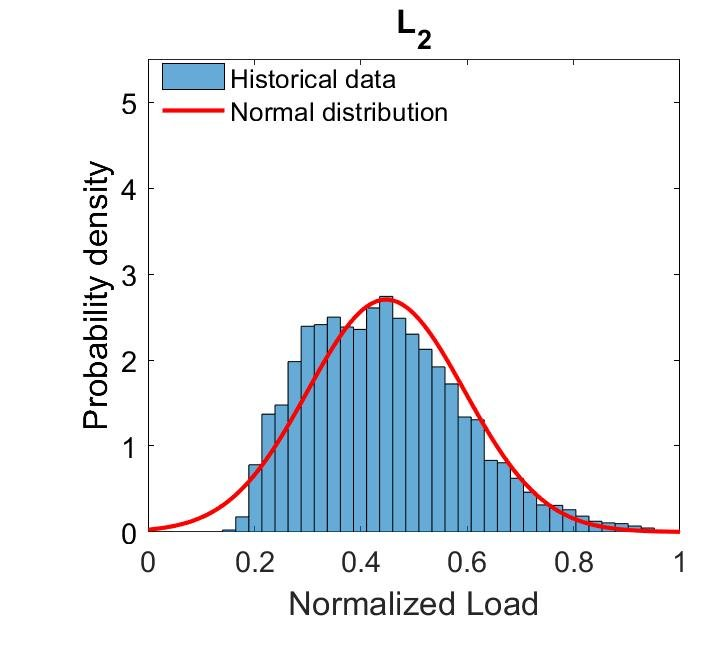 L₂
Historical data
Normal distribution
5
4
3
2
1
0
Probability density
0 0.2 0.4 0.6 0.8 1
Normalized Load